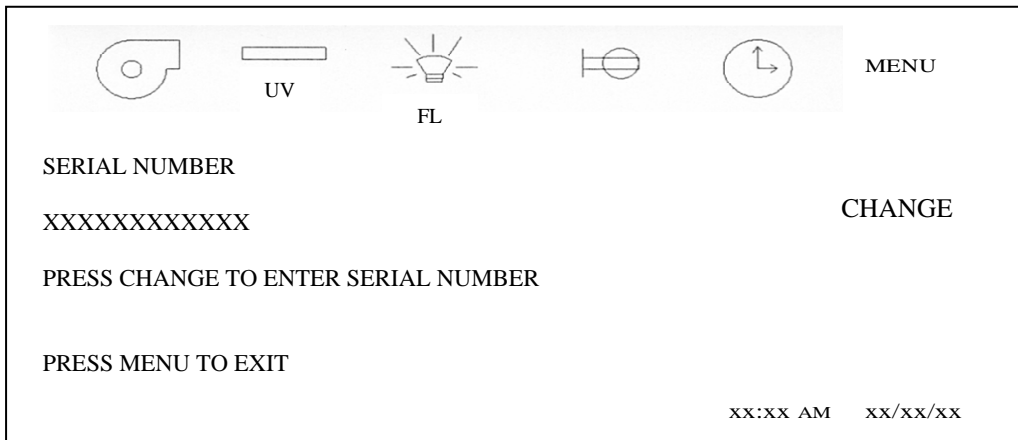 MENU
UV
FL
SERIAL NUMBER
CHANGE
XXXXXXXXXXXX
PRESS CHANGE TO ENTER SERIAL NUMBER
PRESS MENU TO EXIT
XX:XX AM XX/XX/XX